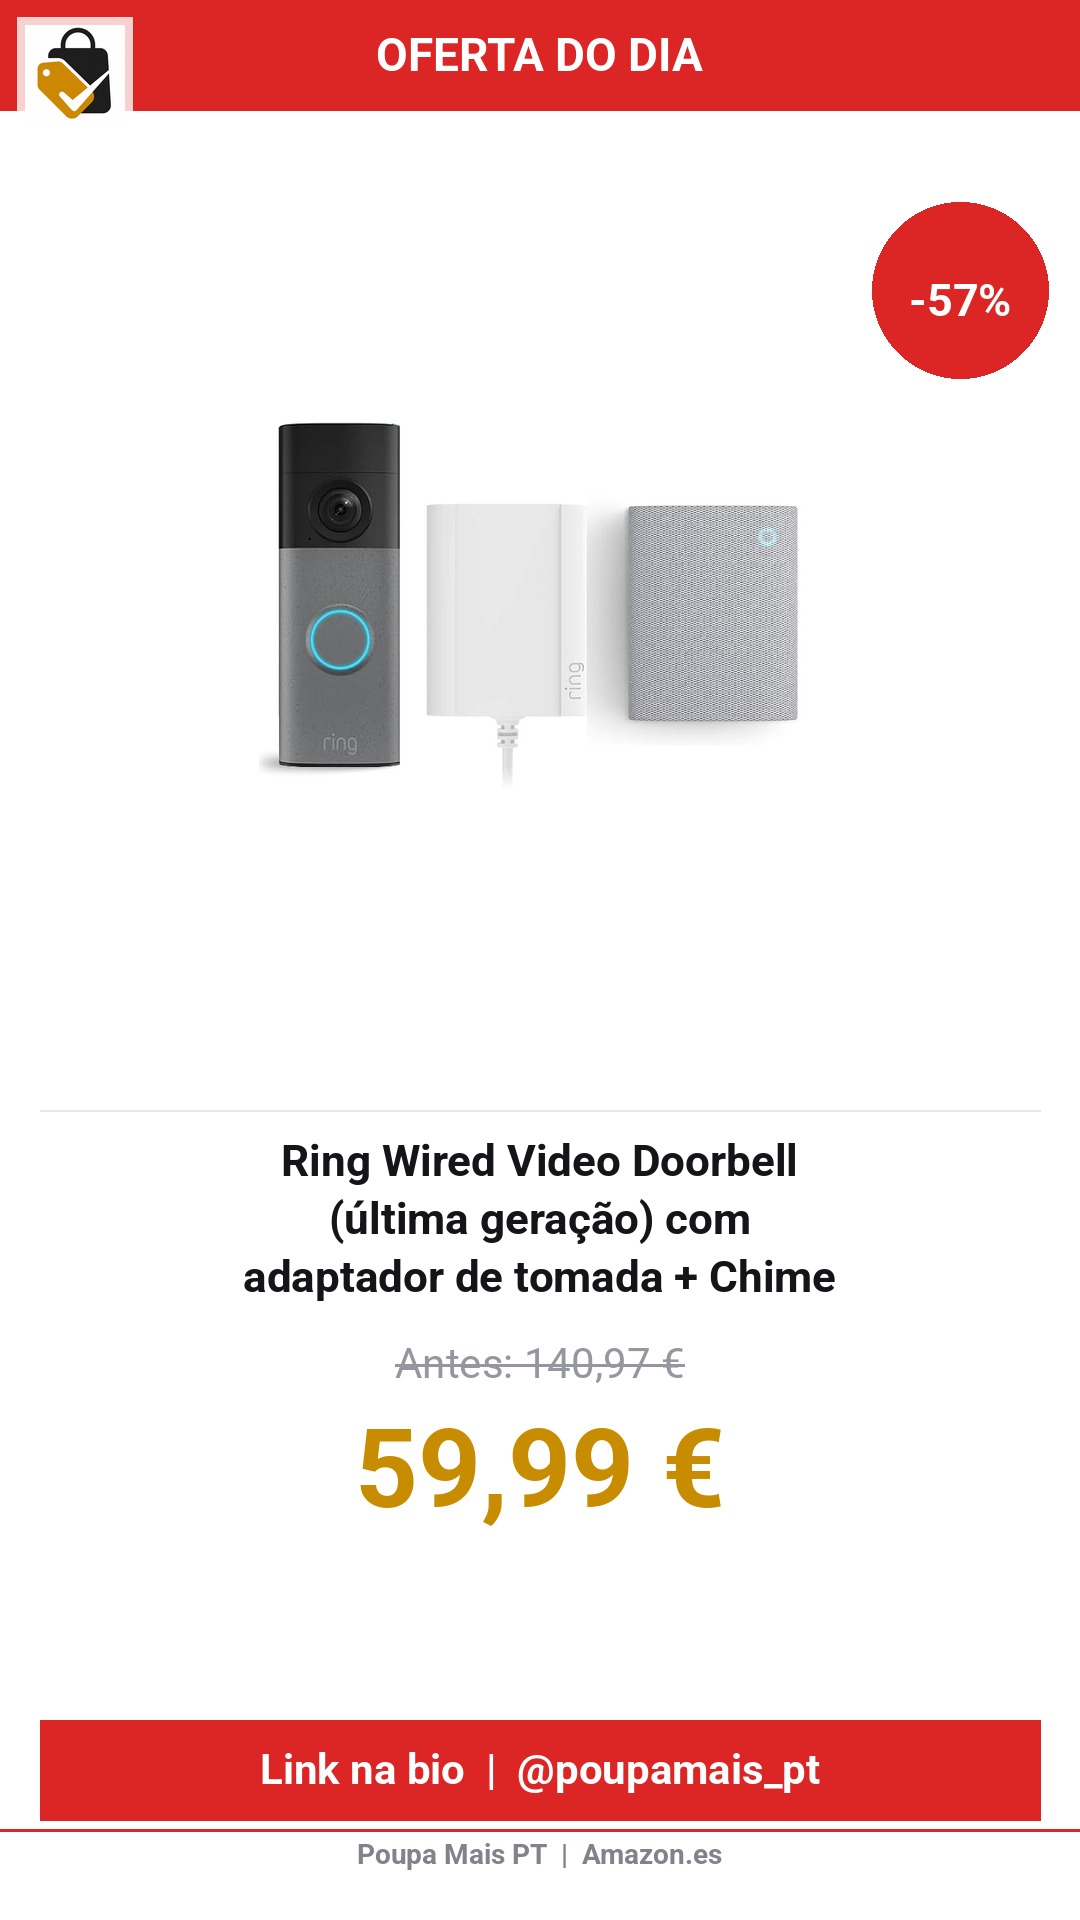 OFERTA DO DIA
-57%
ring
ring
Ring Wired Video Doorbell
(última geração) com
adaptador de tomada + Chime
Antes: 140,97 €
59,99 €
Link na bio | @poupamais_pt
Poupa Mais PT | Amazon.es